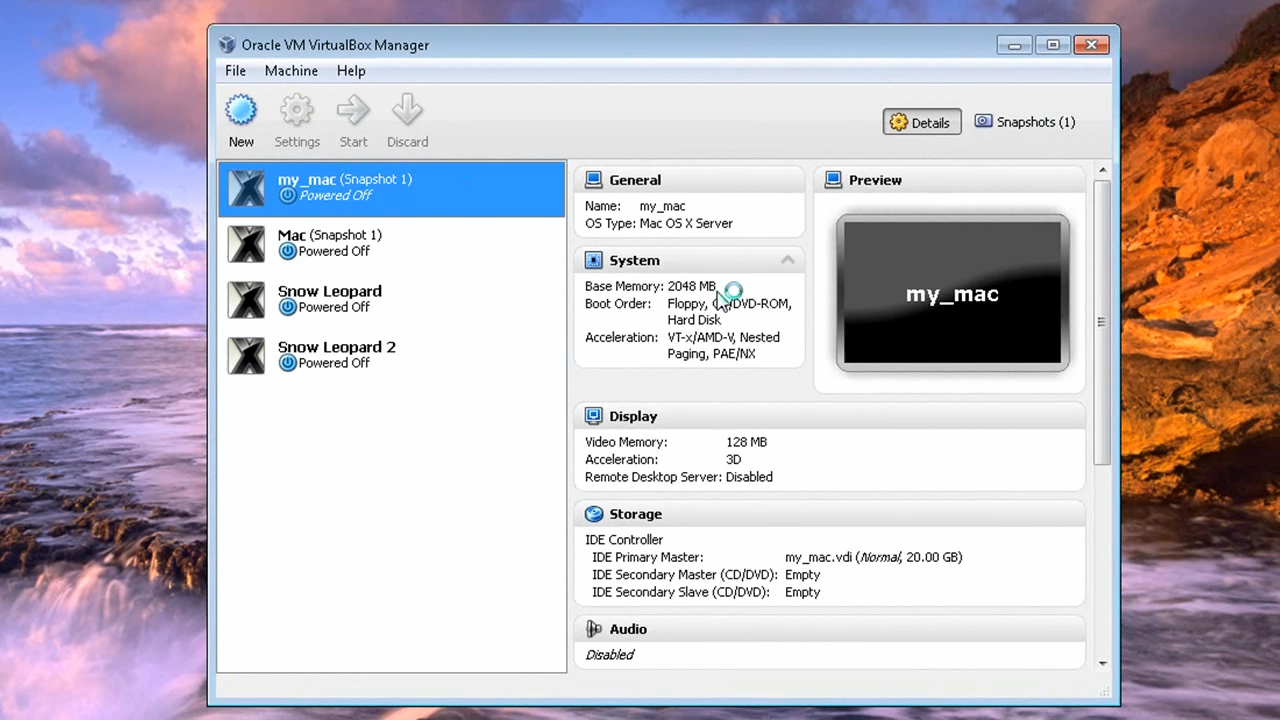 Oracle VM VirtualBox Manager
File Machine Help
New Settings Start Discard
Details Snapshots (1)
my_mac (Snapshot 1)
Powered Off
Mac (Snapshot 1)
Powered Off
Snow Leopard
Powered Off
Snow Leopard 2
Powered Off
General
Name: my_mac
OS Type: Mac OS X Server
System
Base Memory: 2048 MB
Boot Order: Floppy, /DVD-ROM,
Hard Disk
Acceleration: VT-x/AMD-V, Nested
Paging, PAE/NX
Preview
my_mac
Display
Video Memory: 128 MB
Acceleration: 3D
Remote Desktop Server: Disabled
Storage
IDE Controller
IDE Primary Master: my_mac.vdi (Normal, 20.00 GB)
IDE Secondary Master (CD/DVD): Empty
IDE Secondary Slave (CD/DVD): Empty
Audio
Disabled